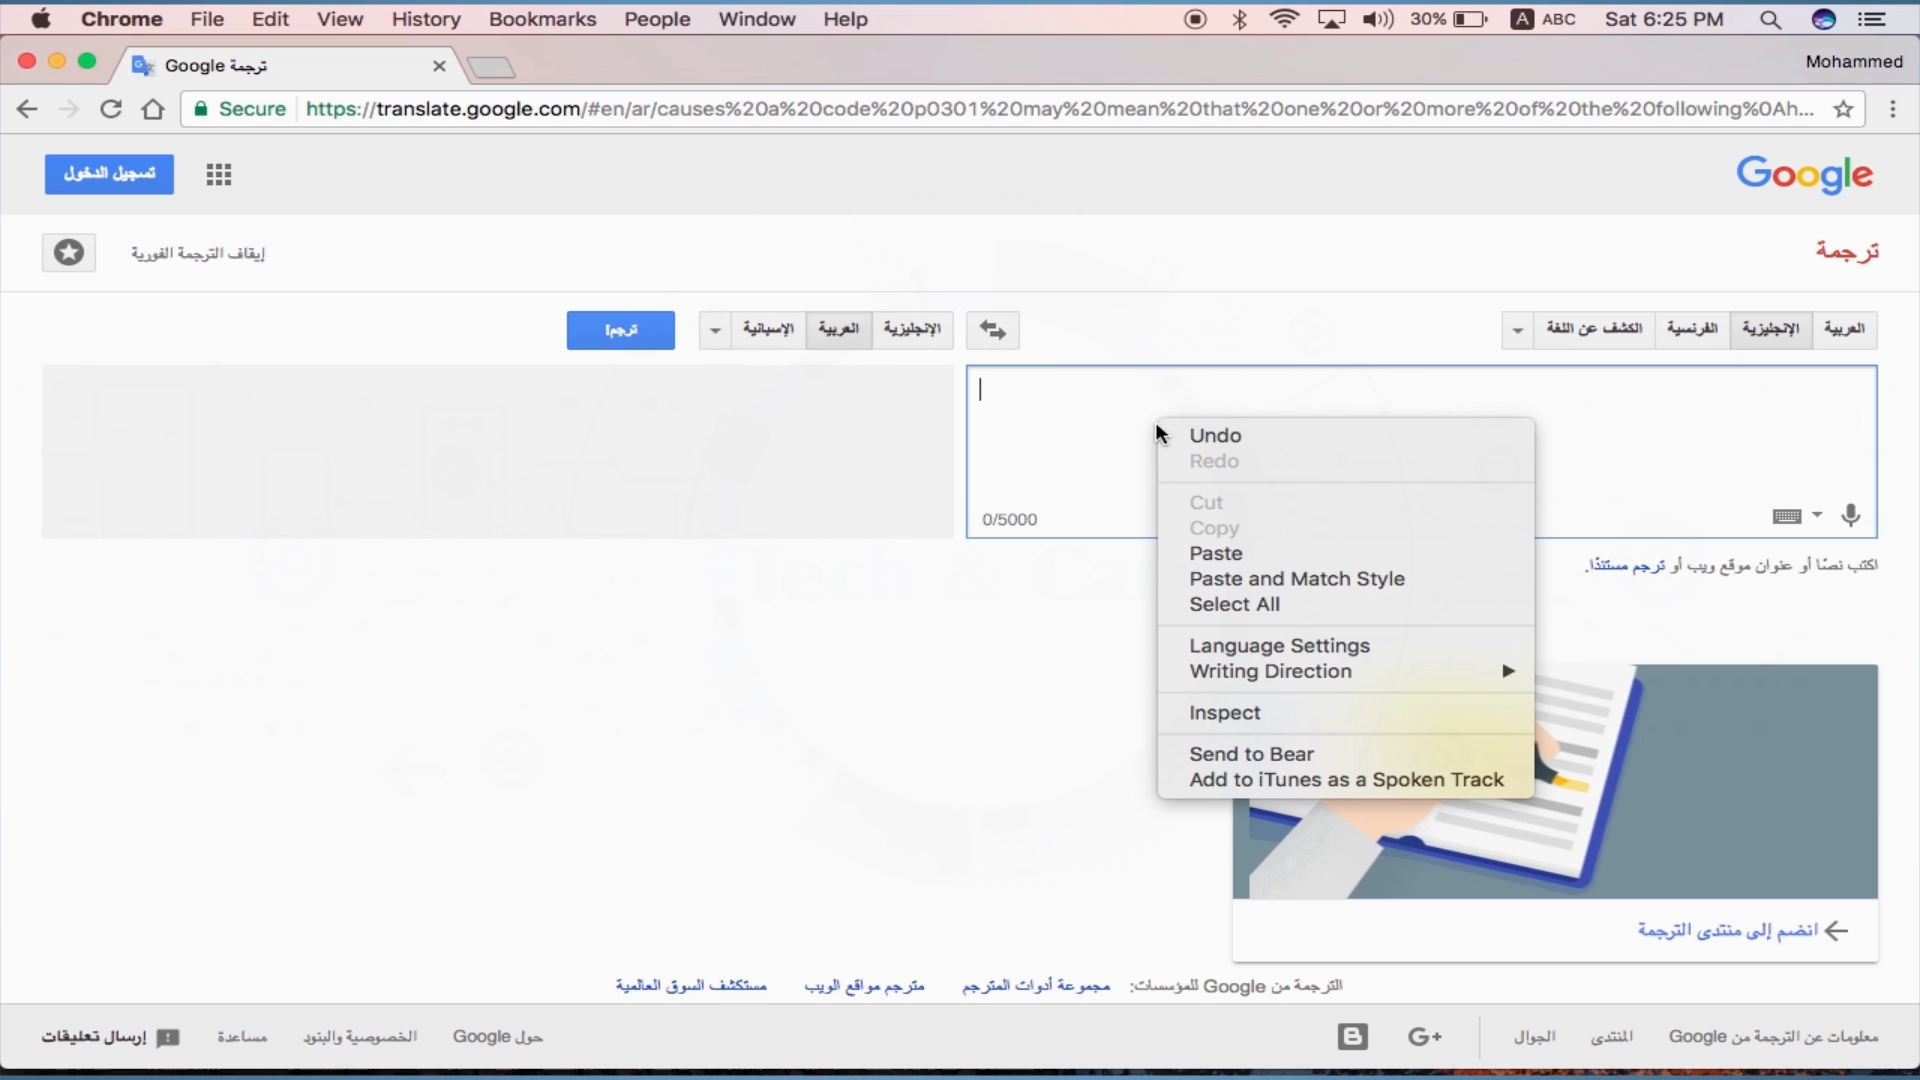 Chrome File Edit View History Bookmarks People Window Help 30% A ABC Sat 6:25 PM
ترجمة Google
Mohammed
Secure https://translate.google.com/#en/ar/causes%20a%20code%20p0301%20may%20mean%20that%20one%20or%20more%20of%20the%20following%0Ah...
تسجيل الدخول
Google
ترجمة
إيقاف الترجمة الفورية
العربية الإنجليزية الفرنسية الكشف عن اللغة
الإنجليزية العربية الإسبانية
ترجم!
0/5000
Undo
Redo
Cut
Copy
Paste
Paste and Match Style
Select All
Language Settings
Writing Direction
Inspect
Send to Bear
Add to iTunes as a Spoken Track
اكتب نصًا أو عنوان موقع ويب أو ترجم مستندًا.
Tech & Ca
انضم إلى منتدى الترجمة
الترجمة من Google للمؤسسات: مجموعة أدوات المترجم مترجم مواقع الويب مستكشف السوق العالمية
معلومات عن الترجمة من Google المنتدى الجوال G+ B حول Google الخصوصية والبنود مساعدة إرسال تعليقات